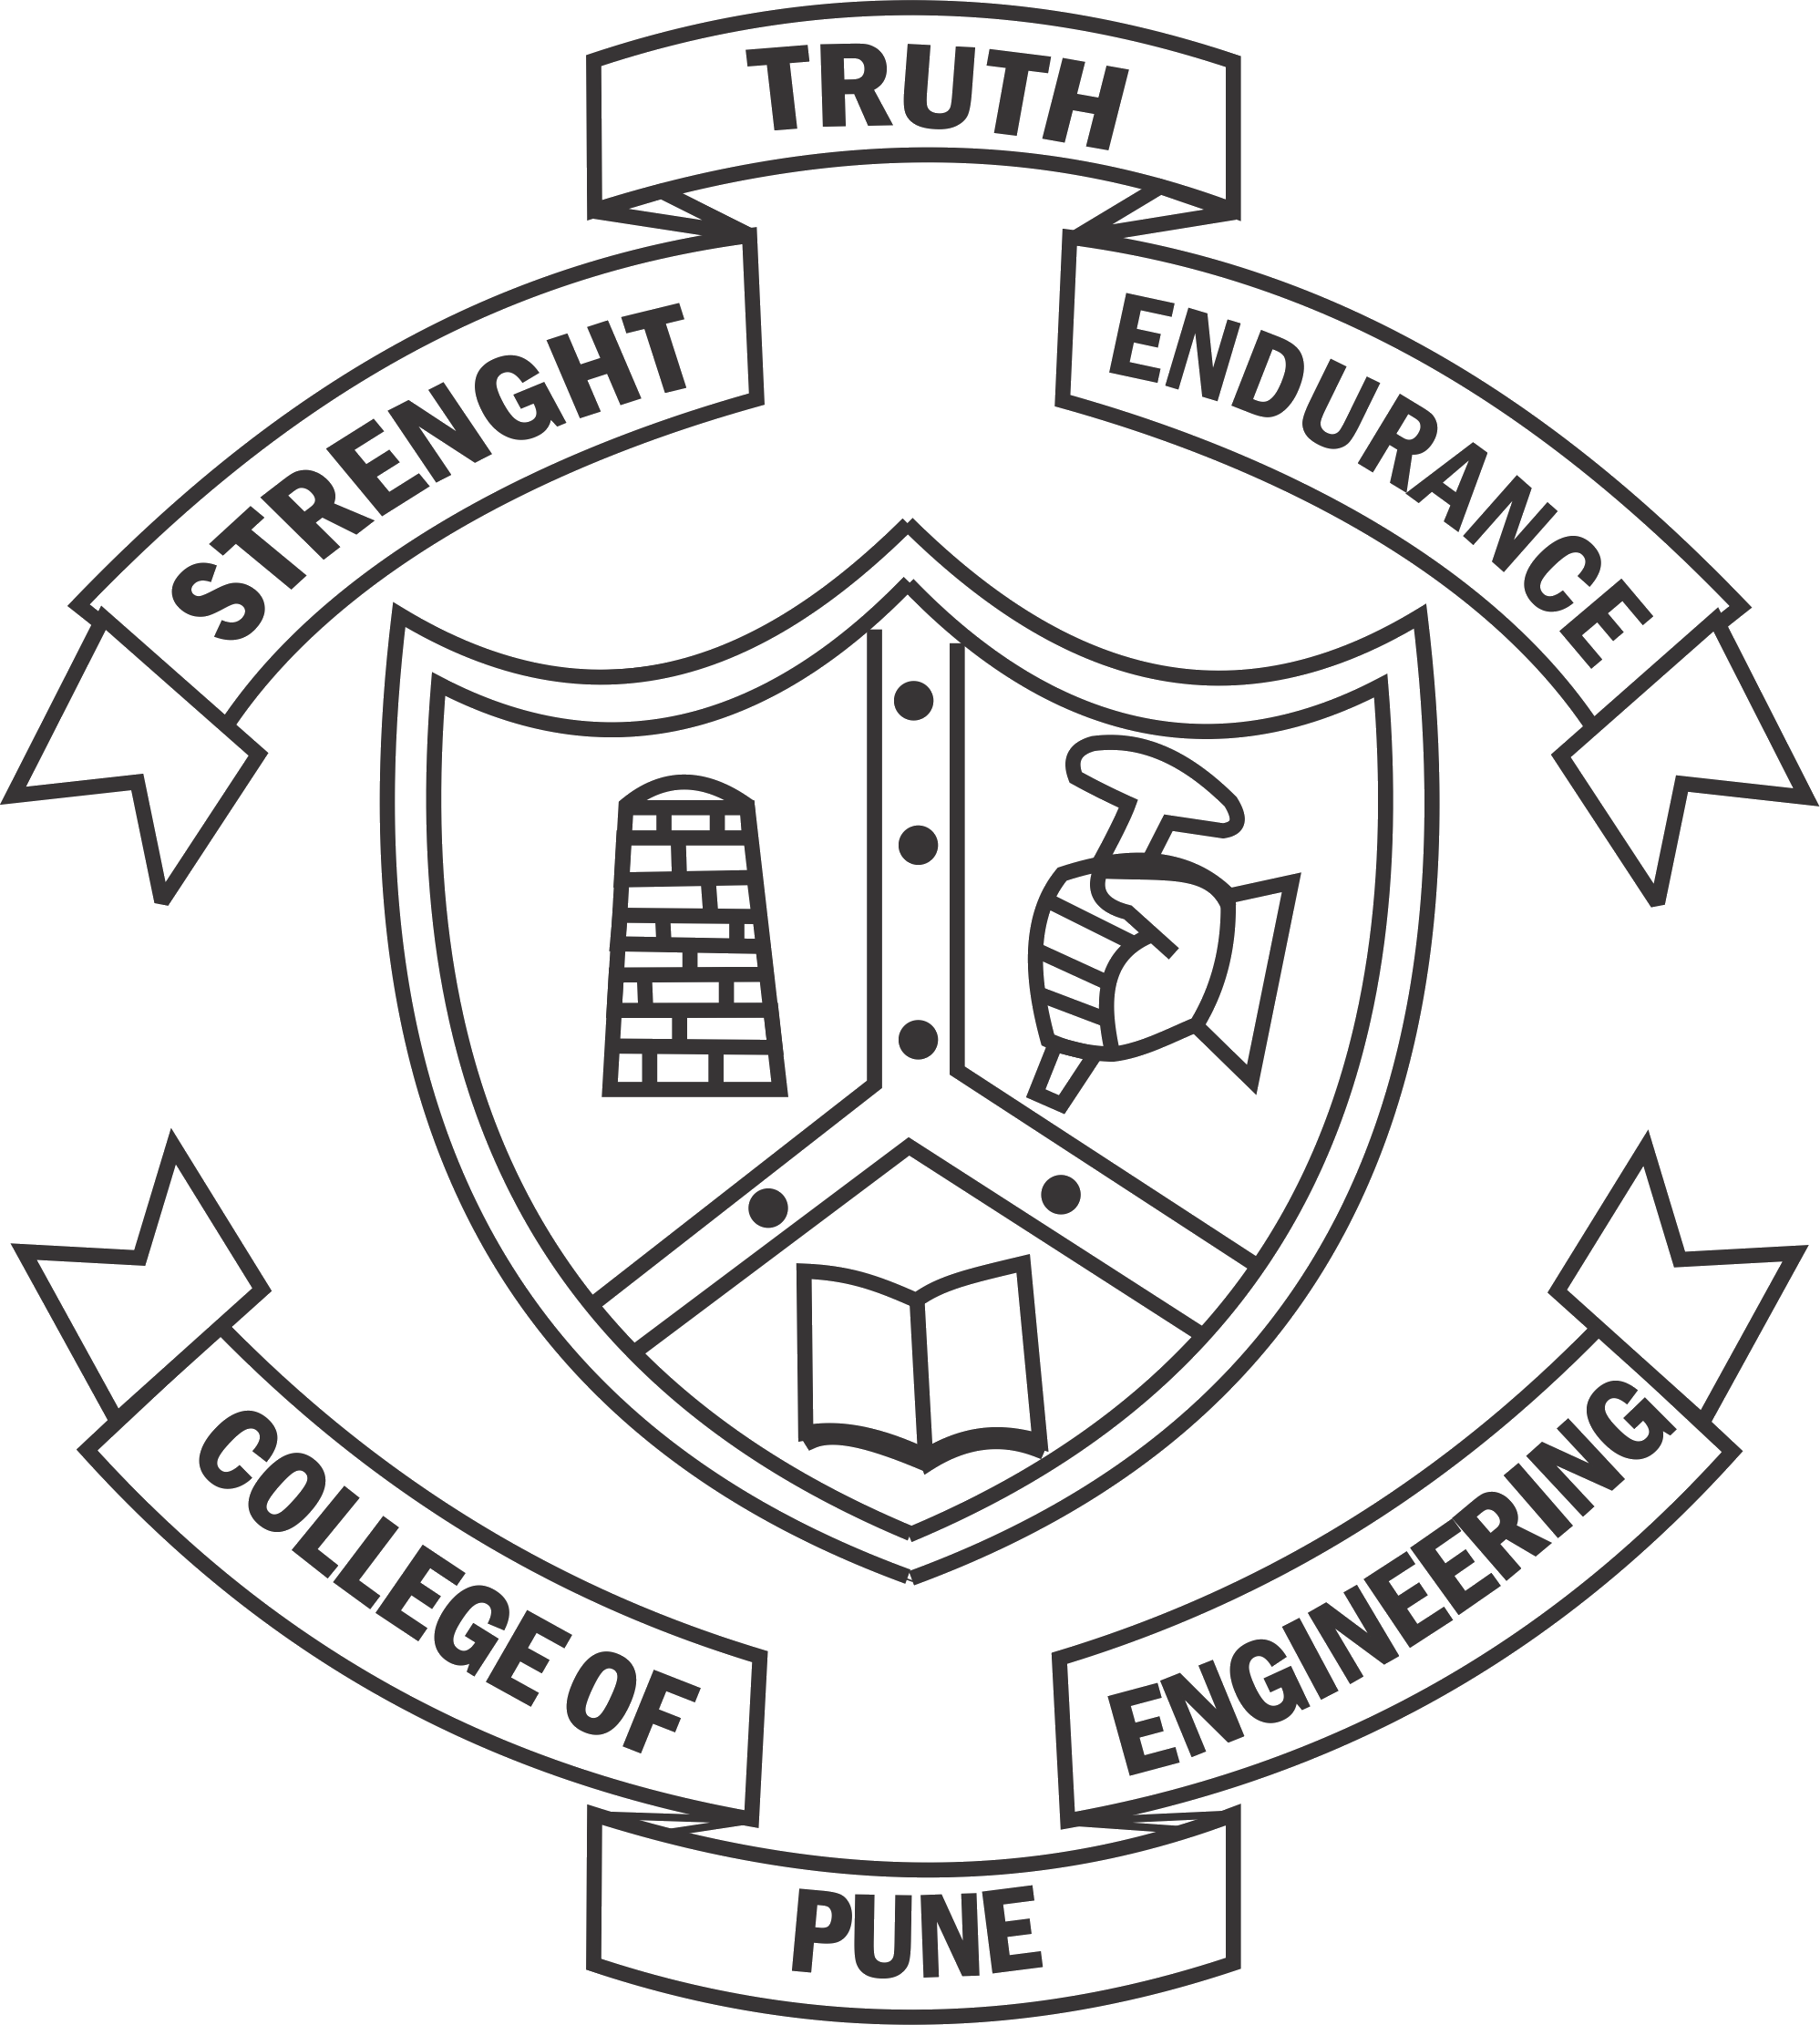 TRUTH
STRENGHT
ENDURANCE
COLLEGE OF
ENGINEERING
PUNE